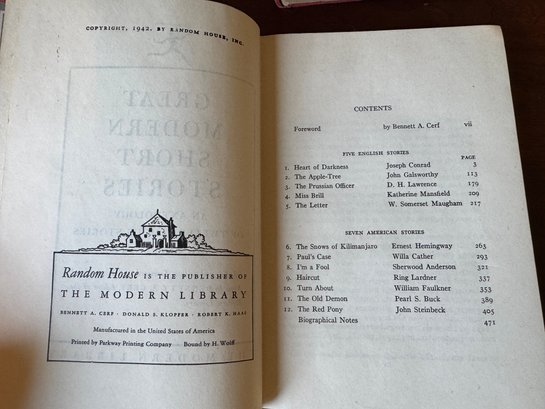 COPYRIGHT, 1942, BY RANDOM HOUSE, INC.
Random House IS THE PUBLISHER OF
THE MODERN LIBRARY
BENNETT A. CERF · DONALD S. KLOPFER · ROBERT K. HAAS
Manufactured in the United States of America
Printed by Parkway Printing Company Bound by H. Wolff
CONTENTS
Foreword by Bennett A. Cerf vii
FIVE ENGLISH STORIES
PAGE
1. Heart of Darkness Joseph Conrad 3
2. The Apple-Tree John Galsworthy 113
3. The Prussian Officer D. H. Lawrence 179
4. Miss Brill Katherine Mansfield 209
5. The Letter W. Somerset Maugham 217
SEVEN AMERICAN STORIES
6. The Snows of Kilimanjaro Ernest Hemingway 263
7. Paul's Case Willa Cather 293
8. I'm a Fool Sherwood Anderson 321
9. Haircut Ring Lardner 337
10. Turn About William Faulkner 353
11. The Old Demon Pearl S. Buck 389
12. The Red Pony John Steinbeck 405
Biographical Notes 471
GREAT
MODERN
SHORT
STORIES